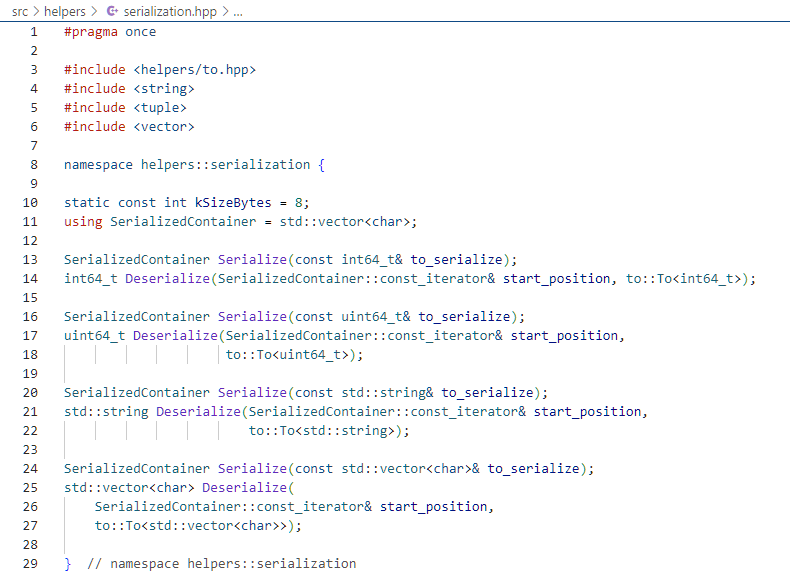 src > helpers > serialization.hpp > ...
1 #pragma once
2
3 #include <helpers/to.hpp>
4 #include <string>
5 #include <tuple>
6 #include <vector>
7
8 namespace helpers::serialization {
9
10 static const int kSizeBytes = 8;
11 using SerializedContainer = std::vector<char>;
12
13 SerializedContainer Serialize(const int64_t& to_serialize);
14 int64_t Deserialize(SerializedContainer::const_iterator& start_position, to::To<int64_t>);
15
16 SerializedContainer Serialize(const uint64_t& to_serialize);
17 uint64_t Deserialize(SerializedContainer::const_iterator& start_position,
18                      to::To<uint64_t>);
19
20 SerializedContainer Serialize(const std::string& to_serialize);
21 std::string Deserialize(SerializedContainer::const_iterator& start_position,
22                         to::To<std::string>);
23
24 SerializedContainer Serialize(const std::vector<char>& to_serialize);
25 std::vector<char> Deserialize(
26     SerializedContainer::const_iterator& start_position,
27     to::To<std::vector<char>>);
28
29 }  // namespace helpers::serialization